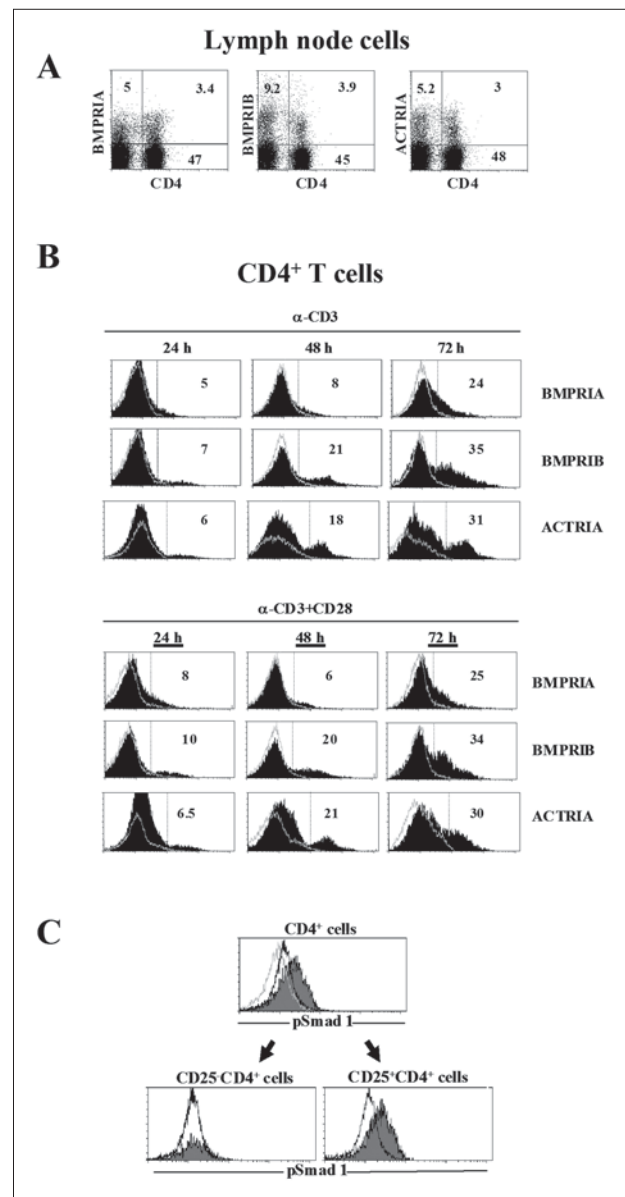 Lymph node cells
A
BMPRIA 5 3.4 47 CD4
BMPRIB 9.2 3.9 45 CD4
ACTRIA 5.2 3 48 CD4
B
CD4+ T cells
α-CD3
24 h 48 h 72 h
5 8 24 BMPRIA
7 21 35 BMPRIB
6 18 31 ACTRIA
α-CD3+CD28
24 h 48 h 72 h
8 6 25 BMPRIA
10 20 34 BMPRIB
6.5 21 30 ACTRIA
C
CD4+ cells
pSmad 1
CD25-CD4+ cells CD25+CD4+ cells
pSmad 1